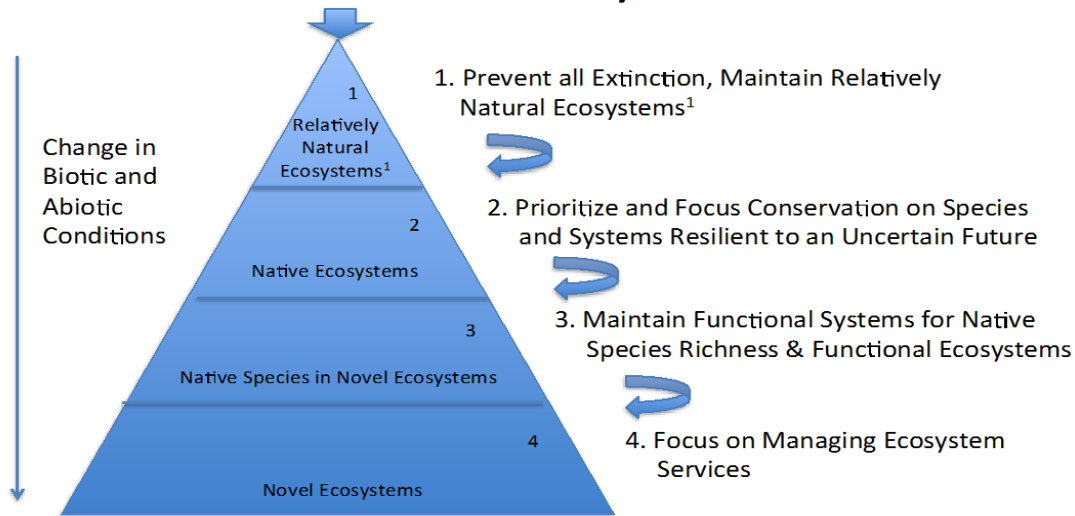 1. Prevent all Extinction, Maintain Relatively
Natural Ecosystems¹
1
Relatively
Natural
Ecosystems¹
Change in
Biotic and
Abiotic
Conditions
2. Prioritize and Focus Conservation on Species
and Systems Resilient to an Uncertain Future
2
Native Ecosystems
3. Maintain Functional Systems for Native
Species Richness & Functional Ecosystems
3
Native Species in Novel Ecosystems
4. Focus on Managing Ecosystem
Services
4
Novel Ecosystems